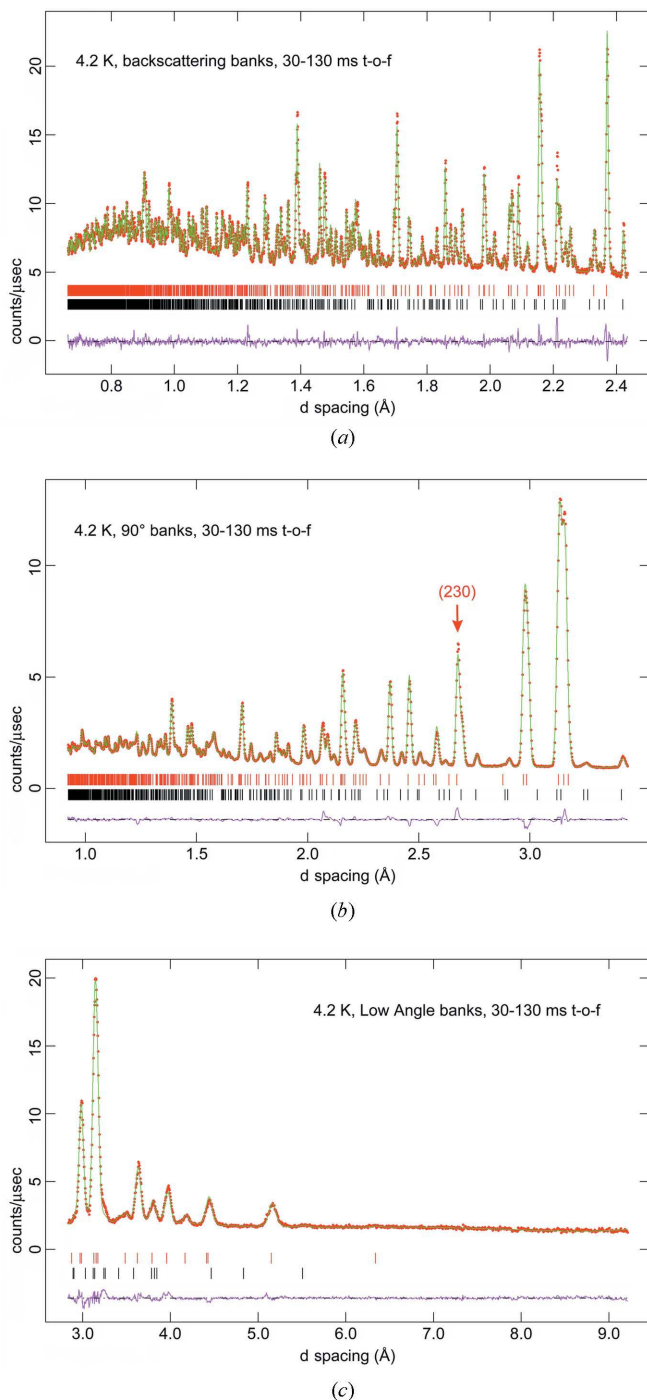 4.2 K, backscattering banks, 30-130 ms t-o-f
20
15
10
5
0
counts/μsec
0.8 1.0 1.2 1.4 1.6 1.8 2.0 2.2 2.4
d spacing (Å)
(a)
4.2 K, 90° banks, 30-130 ms t-o-f
(230)
10
5
0
counts/μsec
1.0 1.5 2.0 2.5 3.0
d spacing (Å)
(b)
4.2 K, Low Angle banks, 30-130 ms t-o-f
20
15
10
5
0
counts/μsec
3.0 4.0 5.0 6.0 7.0 8.0 9.0
d spacing (Å)
(c)